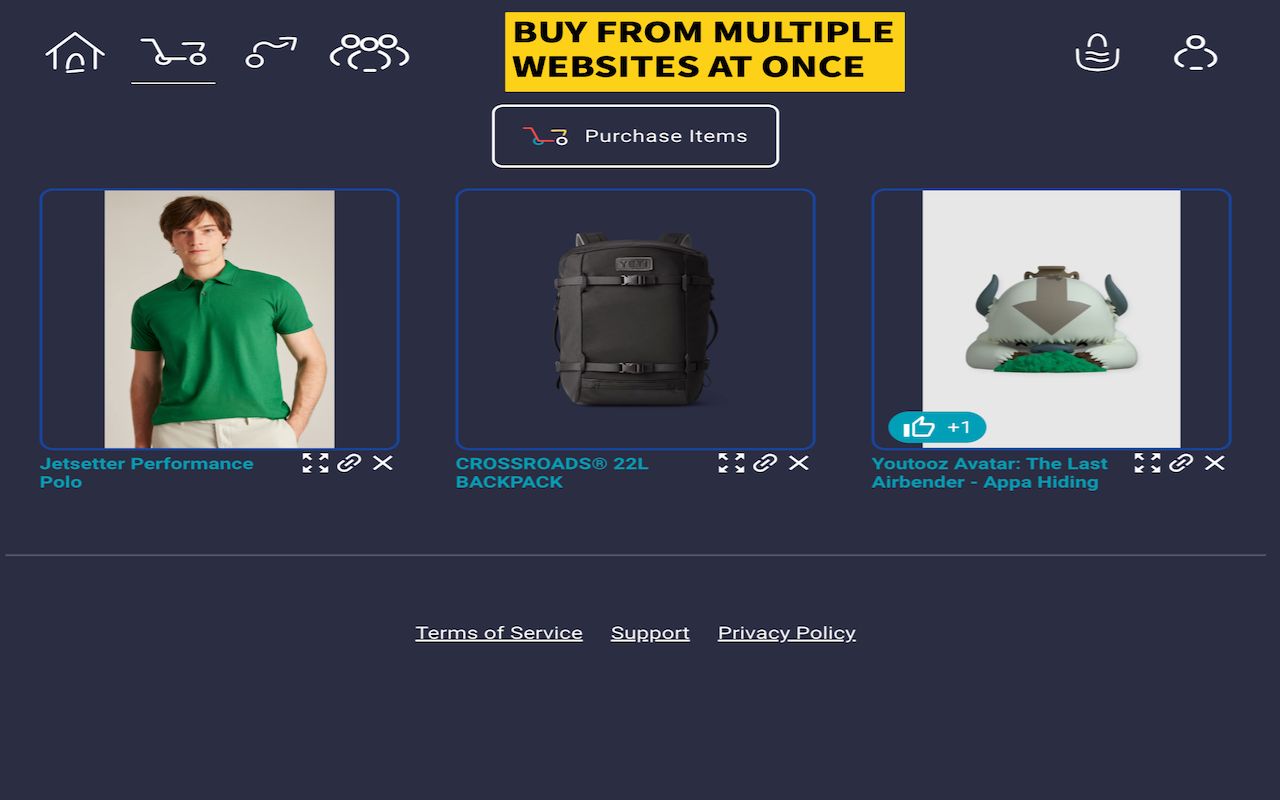 BUY FROM MULTIPLE
WEBSITES AT ONCE
Purchase Items
YETI
+1
Jetsetter Performance
Polo
CROSSROADS® 22L
BACKPACK
Youtooz Avatar: The Last
Airbender - Appa Hiding
Terms of Service Support Privacy Policy